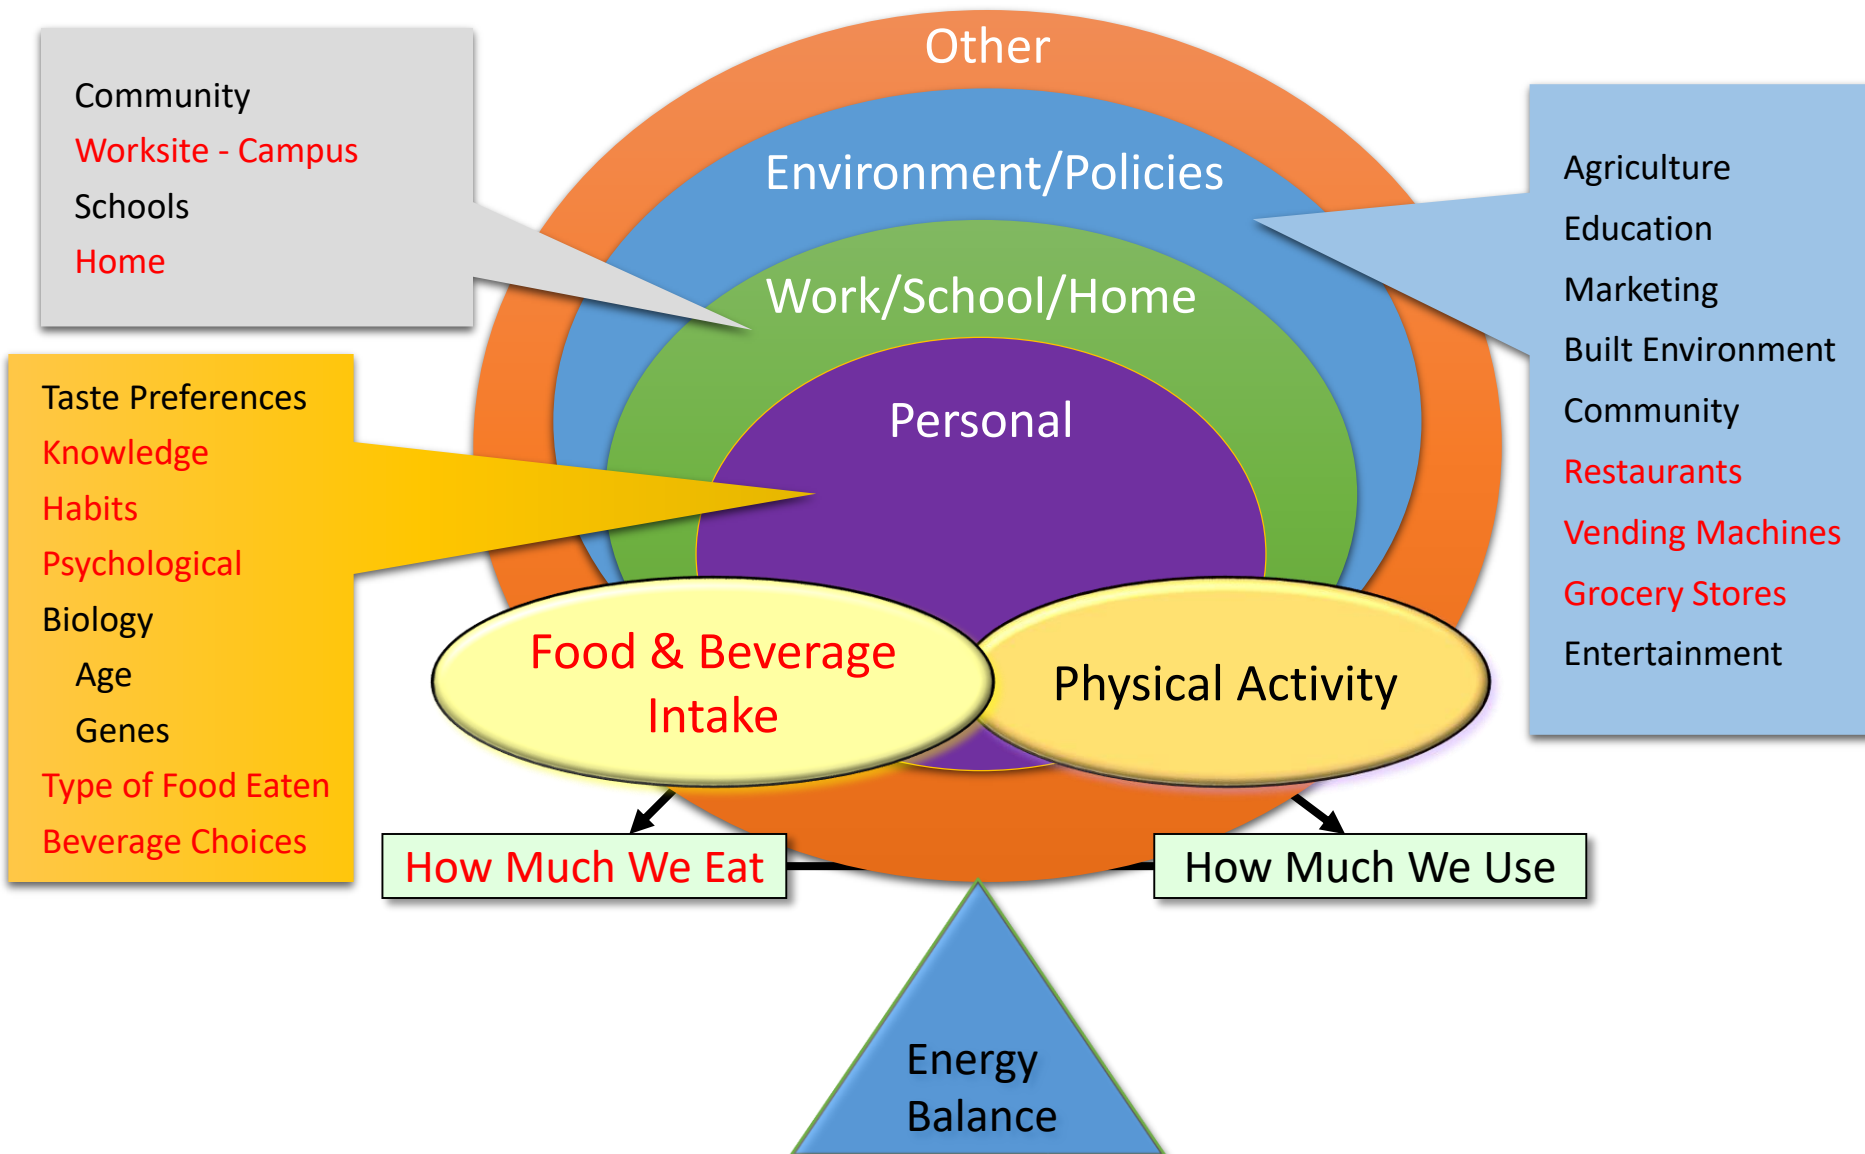 Other
Environment/Policies
Work/School/Home
Personal
Community
Worksite - Campus
Schools
Home
Taste Preferences
Knowledge
Habits
Psychological
Biology
Age
Genes
Type of Food Eaten
Beverage Choices
Agriculture
Education
Marketing
Built Environment
Community
Restaurants
Vending Machines
Grocery Stores
Entertainment
Food & Beverage
Intake
Physical Activity
How Much We Eat
How Much We Use
Energy
Balance